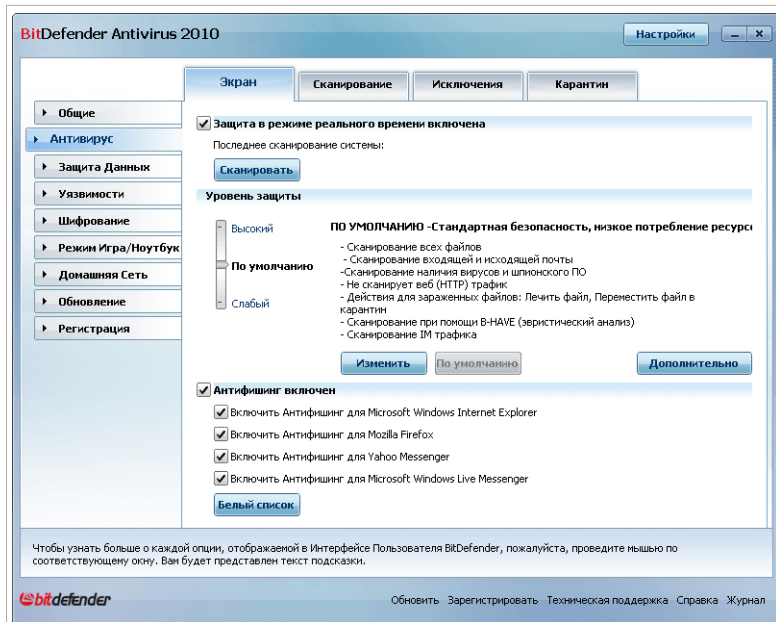 BitDefender Antivirus 2010
Настройки
Экран
Сканирование
Исключения
Карантин
Общие
Антивирус
Защита Данных
Уязвимости
Шифрование
Режим Игра/Ноутбук
Домашняя Сеть
Обновление
Регистрация
Защита в режиме реального времени включена
Последнее сканирование системы:
Сканировать
Уровень защиты
Высокий
По умолчанию
Слабый
ПО УМОЛЧАНИЮ -Стандартная безопасность, низкое потребление ресурс
- Сканирование всех файлов
- Сканирование входящей и исходящей почты
-Сканирование наличия вирусов и шпионского ПО
- Не сканирует веб (HTTP) трафик
- Действия для зараженных файлов: Лечить файл, Переместить файл в
карантин
- Сканирование при помощи B-HAVE (эвристический анализ)
- Сканирование IM трафика
Изменить
По умолчанию
Дополнительно
Антифишинг включен
Включить Антифишинг для Microsoft Windows Internet Explorer
Включить Антифишинг для Mozilla Firefox
Включить Антифишинг для Yahoo Messenger
Включить Антифишинг для Microsoft Windows Live Messenger
Белый список
Чтобы узнать больше о каждой опции, отображаемой в Интерфейсе Пользователя BitDefender, пожалуйста, проведите мышью по
соответствующему окну. Вам будет представлен текст подсказки.
bitdefender
Обновить Зарегистрировать Техническая поддержка Справка Журнал